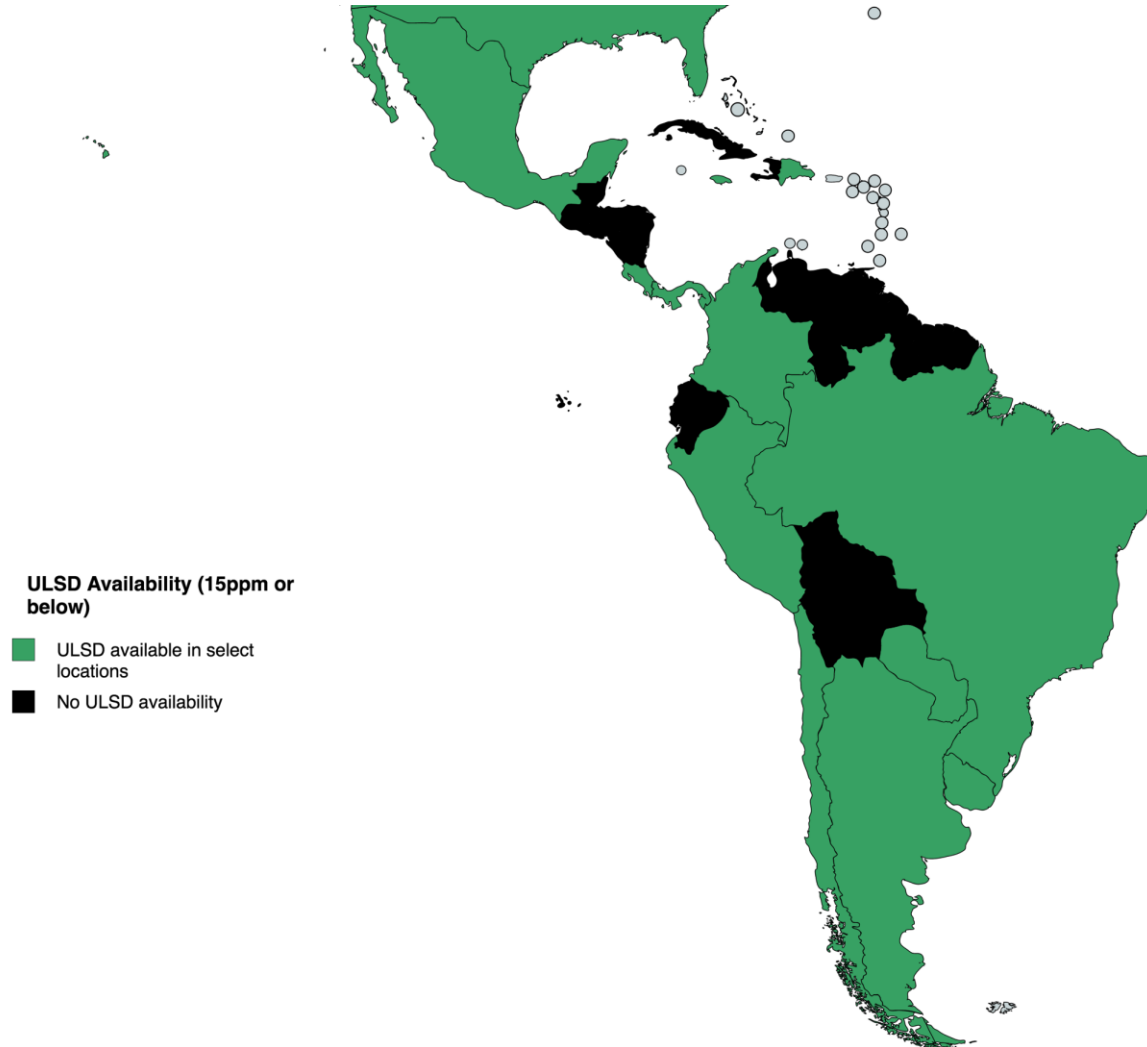 ULSD Availability (15ppm or
below)
ULSD available in select
locations
No ULSD availability